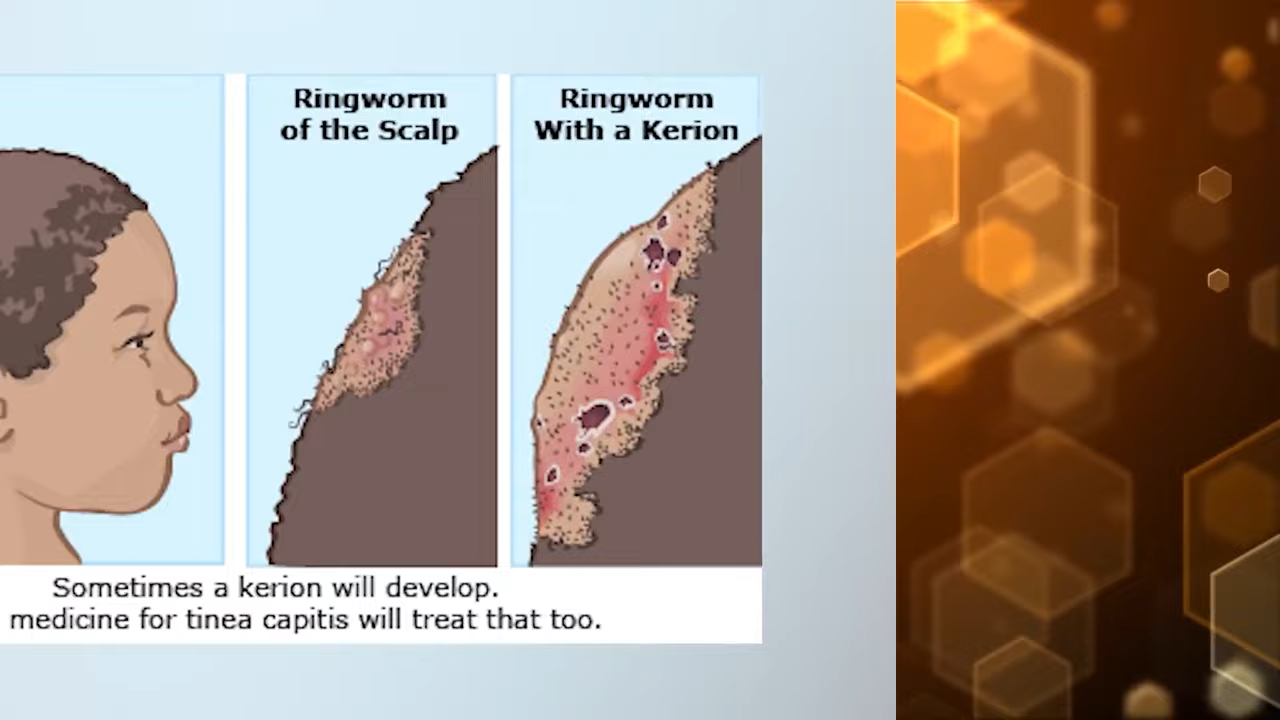 Ringworm
of the Scalp
Ringworm
With a Kerion
Sometimes a kerion will develop.
medicine for tinea capitis will treat that too.